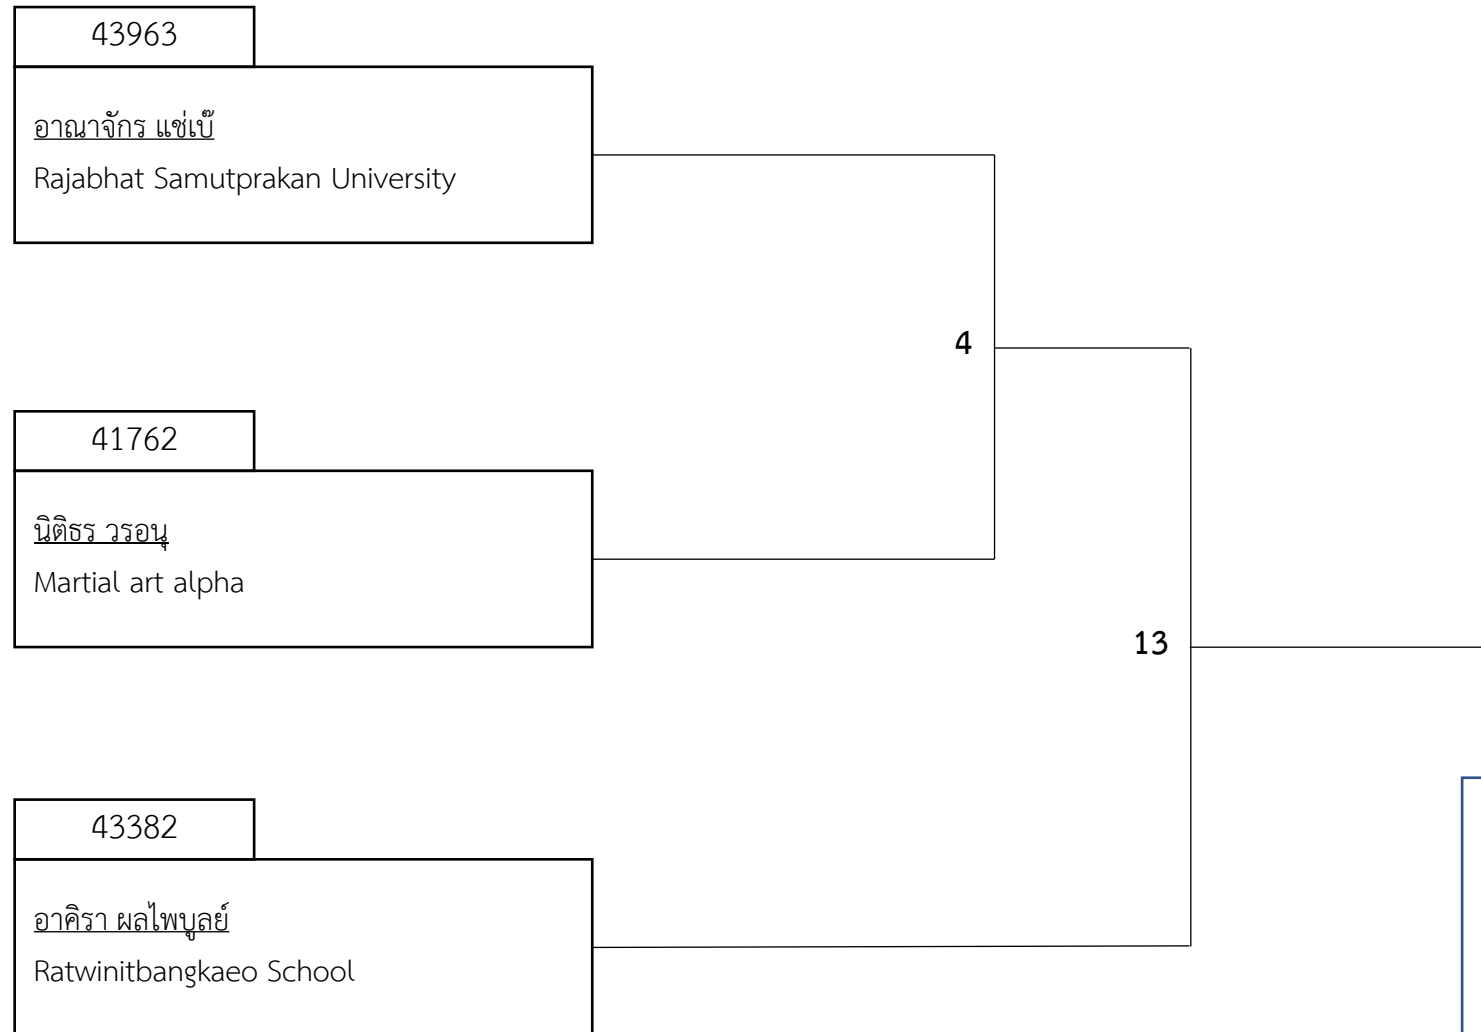 43963
อาณาจักร แซ่เบ๊
Rajabhat Samutprakan University
4
41762
นิติธร วรอนุ
Martial art alpha
13
43382
อาคิรา ผลไพบูลย์
Ratwinitbangkaeo School